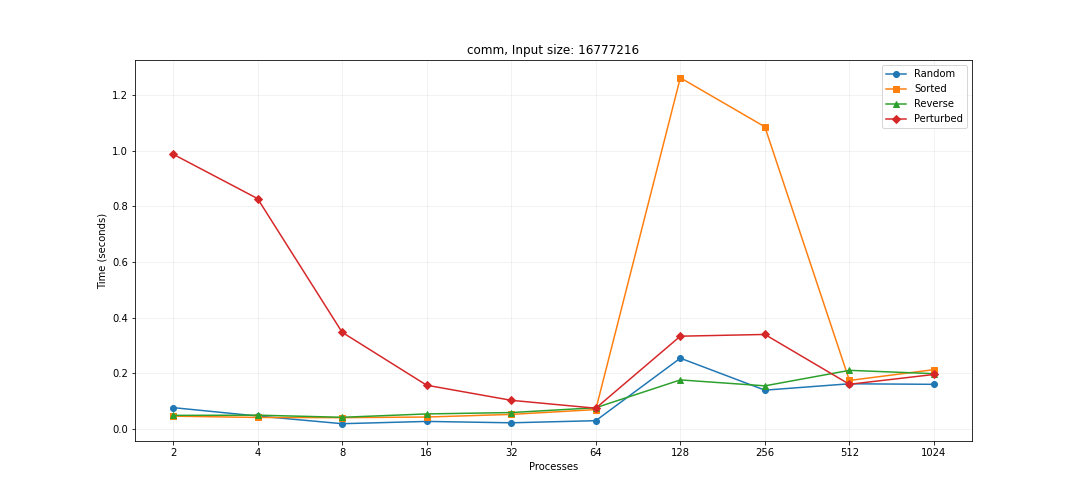 comm, Input size: 16777216
Random
Sorted
Reverse
Perturbed
Time (seconds)
1.2
1.0
0.8
0.6
0.4
0.2
0.0
2 4 8 16 32 64 128 256 512 1024
Processes